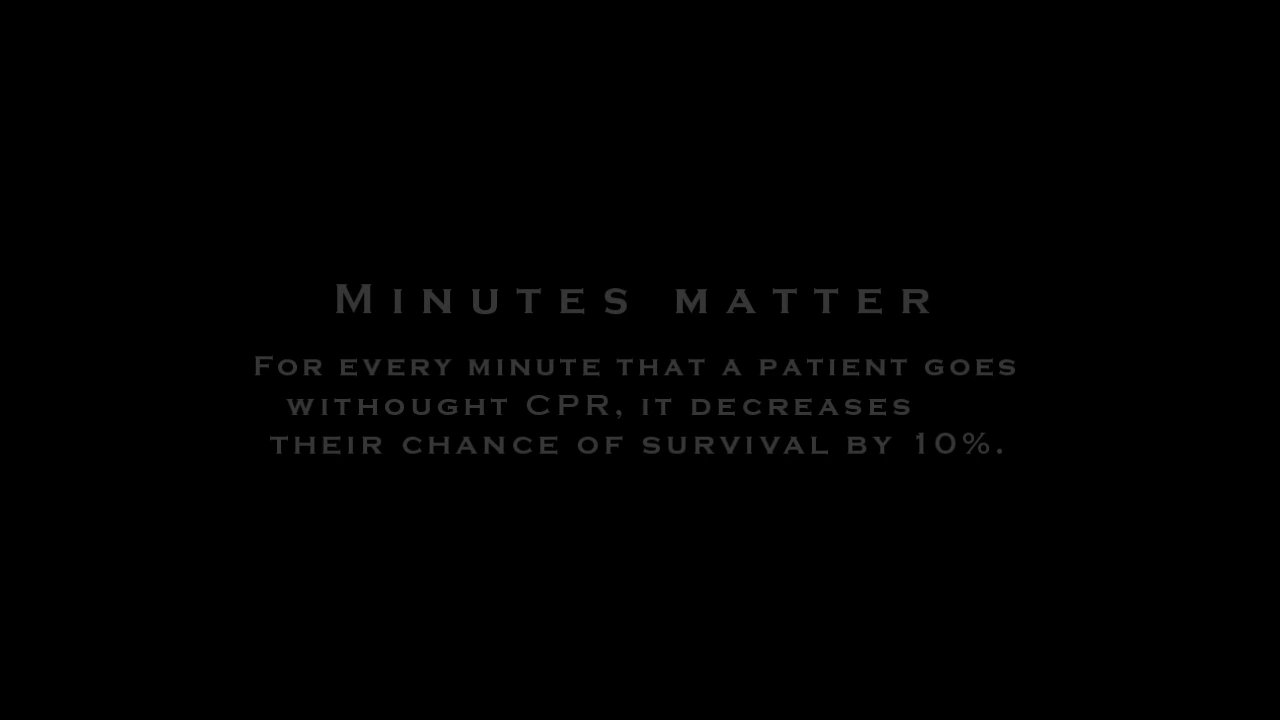 Minutes matter
For every minute that a patient goes
withought CPR, it decreases
their chance of survival by 10%.